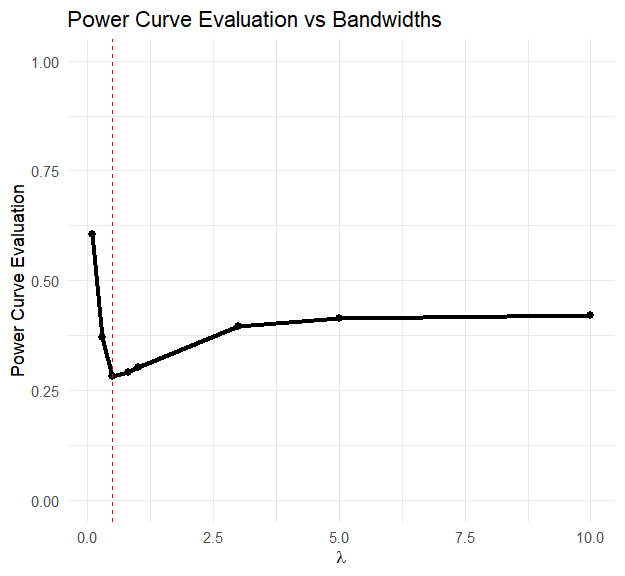 Power Curve Evaluation vs Bandwidths
Power Curve Evaluation
1.00
0.75
0.50
0.25
0.00
0.0 2.5 5.0 7.5 10.0
λ